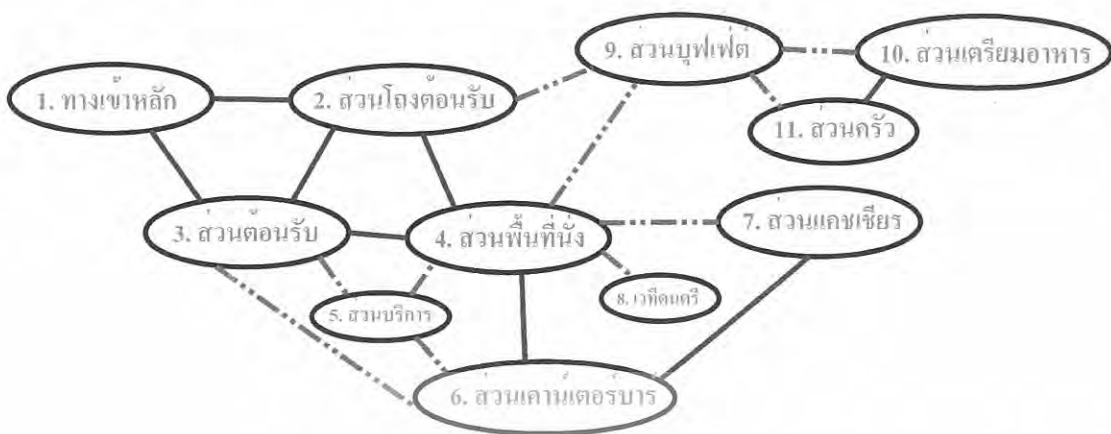 1. ทางเข้าหลัก
2. ส่วนโถงต้อนรับ
3. ส่วนต้อนรับ
4. ส่วนพื้นที่นั่ง
5. ส่วนบริการ
6. ส่วนเคาน์เตอร์บาร์
7. ส่วนแคชเชียร
8. เวทีดนตรี
9. ส่วนบุฟเฟ่ต์
10. ส่วนเตรียมอาหาร
11. ส่วนครัว